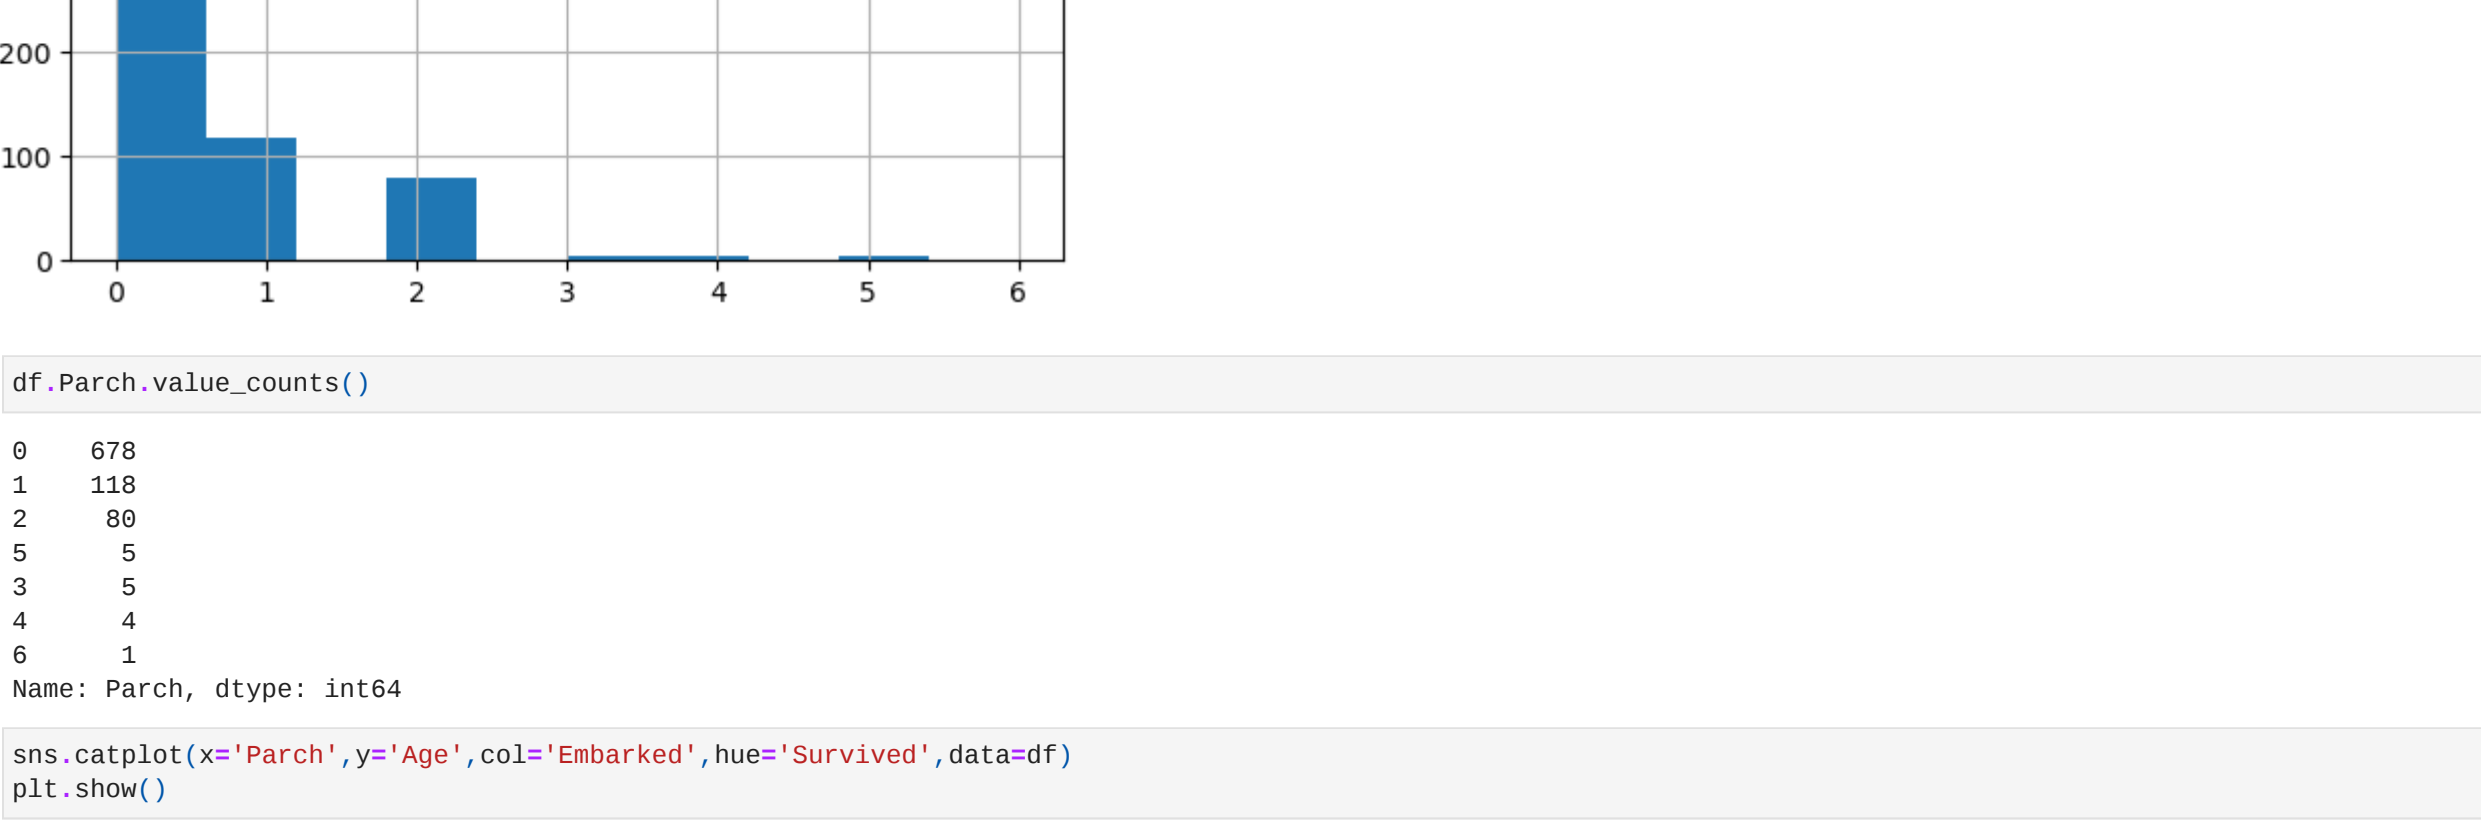 200
100
0
0 1 2 3 4 5 6
df.Parch.value_counts()
0    678
1    118
2     80
5      5
3      5
4      4
6      1
Name: Parch, dtype: int64
sns.catplot(x='Parch',y='Age',col='Embarked',hue='Survived',data=df)
plt.show()